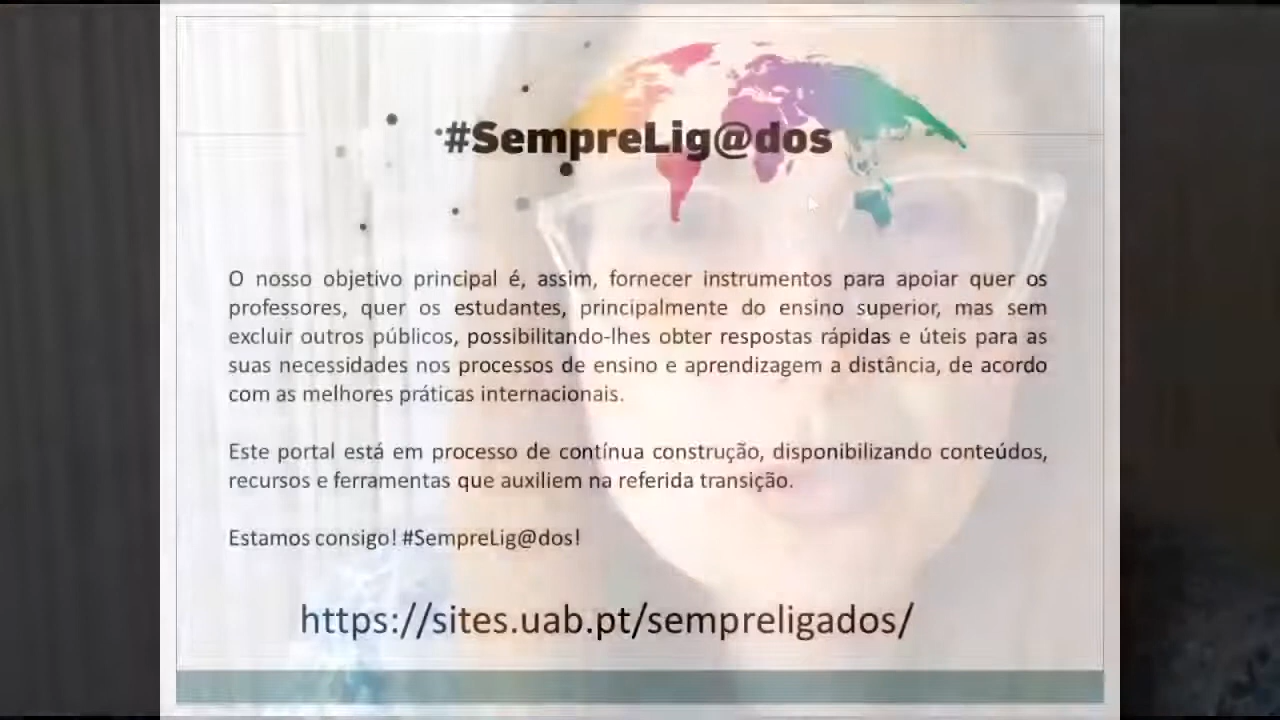 #SempreLig@dos
O nosso objetivo principal é, assim, fornecer instrumentos para apoiar quer os
professores, quer os estudantes, principalmente do ensino superior, mas sem
excluir outros públicos, possibilitando-lhes obter respostas rápidas e úteis para as
suas necessidades nos processos de ensino e aprendizagem a distância, de acordo
com as melhores práticas internacionais.
Este portal está em processo de contínua construção, disponibilizando conteúdos,
recursos e ferramentas que auxiliem na referida transição.
Estamos consigo! #SempreLig@dos!
https://sites.uab.pt/sempreligados/